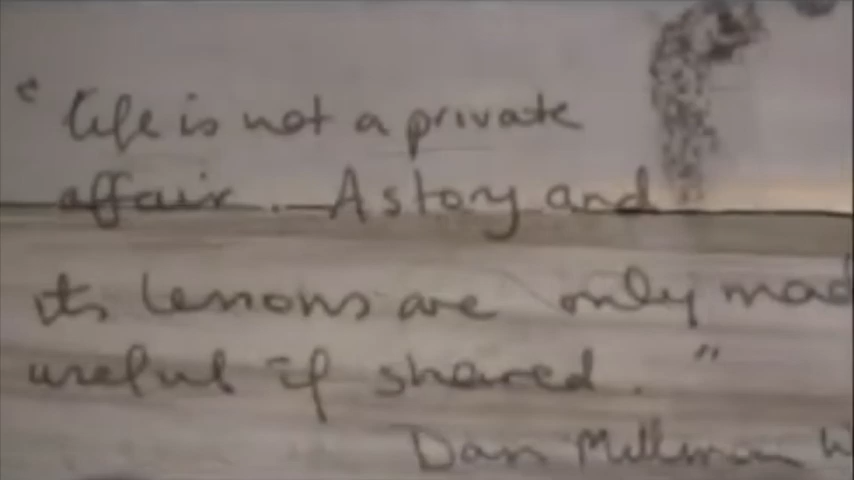 “ life is not a private
affair. A story and
its lessons are only mad
useful if shared. ”
Dan Millman W